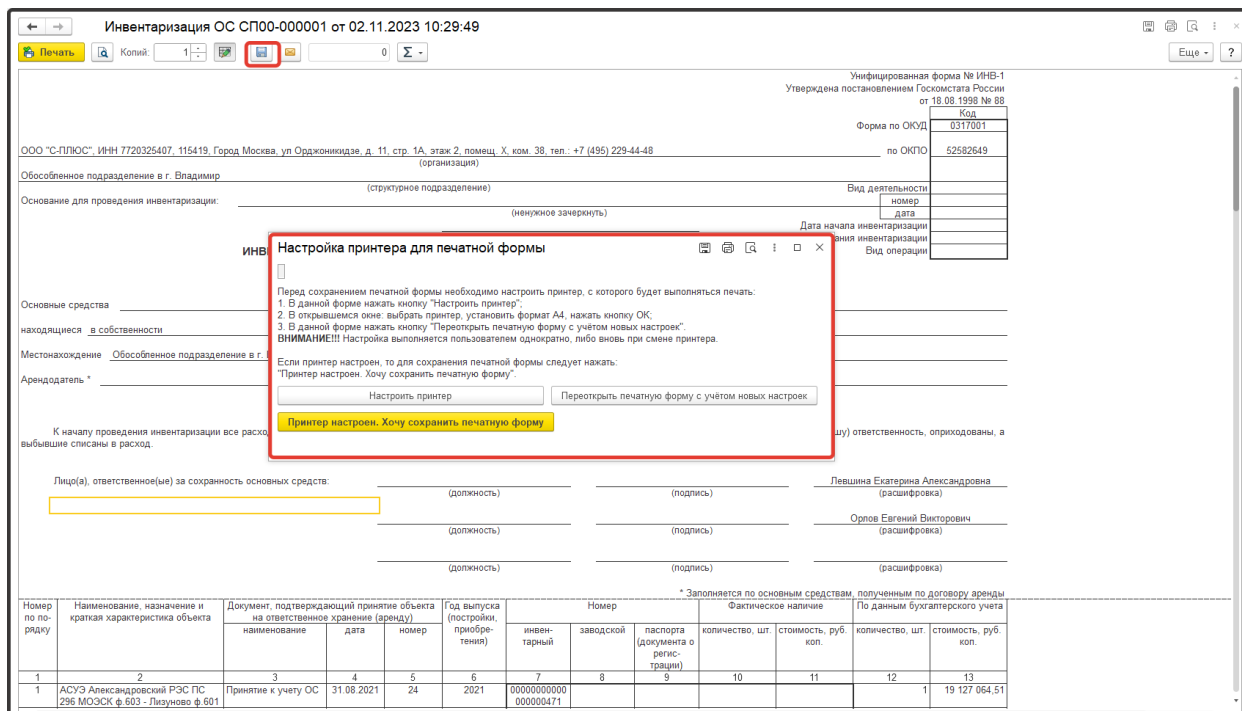 Инвентаризация ОС СП00-000001 от 02.11.2023 10:29:49
Печать Копий: 1 0 Σ Еще ?
Унифицированная форма № ИНВ-1
Утверждена постановлением Госкомстата России
от 18.08.1998 № 88
Код
Форма по ОКУД 0317001
ООО "С-ПЛЮС", ИНН 7720325407, 115419, Город Москва, ул Орджоникидзе, д. 11, стр. 1А, этаж 2, помещ. X, ком. 38, тел.: +7 (495) 229-44-48 по ОКПО 52582649
(организация)
Обособленное подразделение в г. Владимир
(структурное подразделение) Вид деятельности
Основание для проведения инвентаризации: номер
(ненужное зачеркнуть) дата
Дата начала инвентаризации
ания инвентаризации
Вид операции
ИНВ
Настройка принтера для печатной формы
Перед сохранением печатной формы необходимо настроить принтер, с которого будет выполняться печать:
1. В данной форме нажать кнопку "Настроить принтер";
2. В открывшемся окне: выбрать принтер, установить формат А4, нажать кнопку ОК;
3. В данной форме нажать кнопку "Переоткрыть печатную форму с учётом новых настроек".
ВНИМАНИЕ!!! Настройка выполняется пользователем однократно, либо вновь при смене принтера.
Если принтер настроен, то для сохранения печатной формы следует нажать:
"Принтер настроен. Хочу сохранить печатную форму".
Настроить принтер Переоткрыть печатную форму с учётом новых настроек
Принтер настроен. Хочу сохранить печатную форму
Основные средства
находящиеся в собственности
Местонахождение Обособленное подразделение в г.
Арендодатель *
К началу проведения инвентаризации все расхо шу) ответственность, оприходованы, а
выбывшие списаны в расход.
Лицо(а), ответственное(ые) за сохранность основных средств: Левшина Екатерина Александровна
(должность) (подпись) (расшифровка)
Орлов Евгений Викторович
(должность) (подпись) (расшифровка)
(должность) (подпись) (расшифровка)
* Заполняется по основным средствам, полученным по договору аренды
Номер Наименование, назначение и Документ, подтверждающий принятие объекта Год выпуска Номер Фактическое наличие По данным бухгалтерского учета
по по- краткая характеристика объекта на ответственное хранение (аренду) (постройки,
рядку наименование дата номер приобре- инвен- заводской паспорта количество, шт. стоимость, руб. количество, шт. стоимость, руб.
тения) тарный (документа о коп. коп.
регис-
трации)
1 2 3 4 5 6 7 8 9 10 11 12 13
1 АСУЭ Александровский РЭС ПС Принятие к учету ОС 31.08.2021 24 2021 00000000000 1 19 127 064,51
296 МОЭСК ф.603 - Лизуново ф.601 000000471